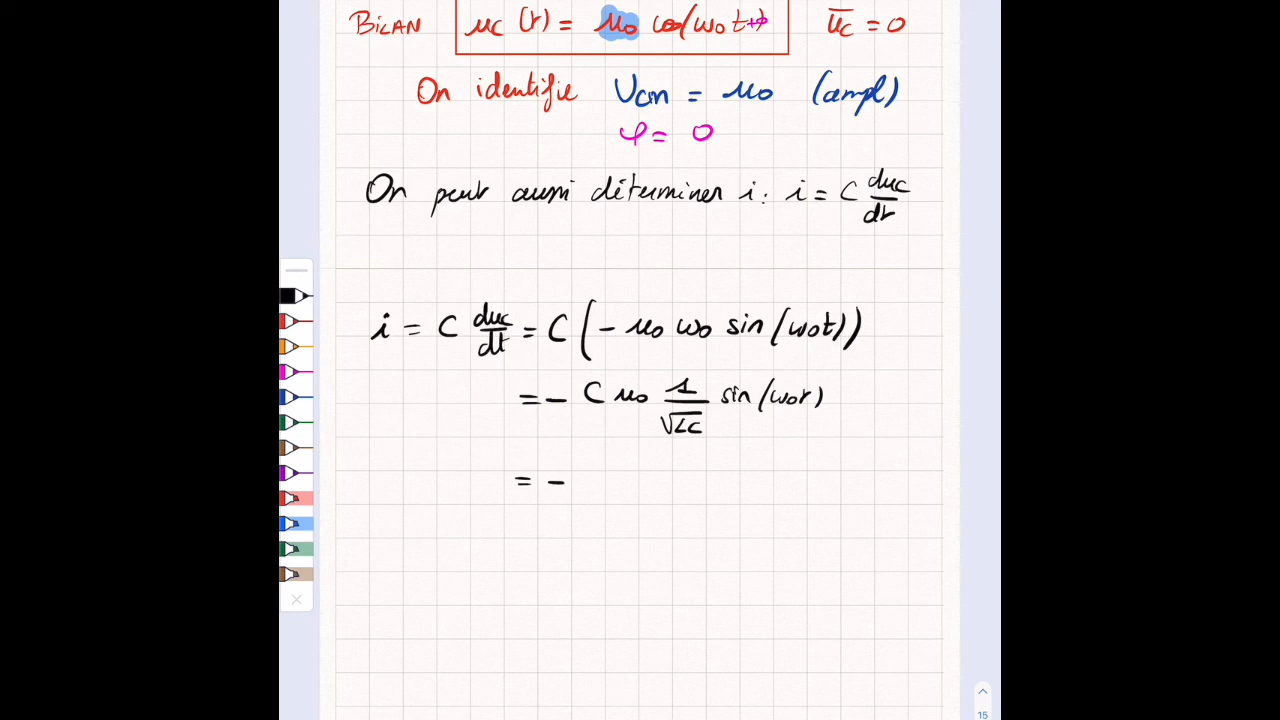 BILAN uc (t) = u0 cos(ω0 t+φ) u̅c̅ = 0
On identifie Ucm = u0 (ampl)
φ = 0
On peut aussi déterminer i : i = C duc/dt
i = C duc/dt = C (- u0 ω0 sin (ω0t))
= - C u0 1/√LC sin (ω0t)
= -
15